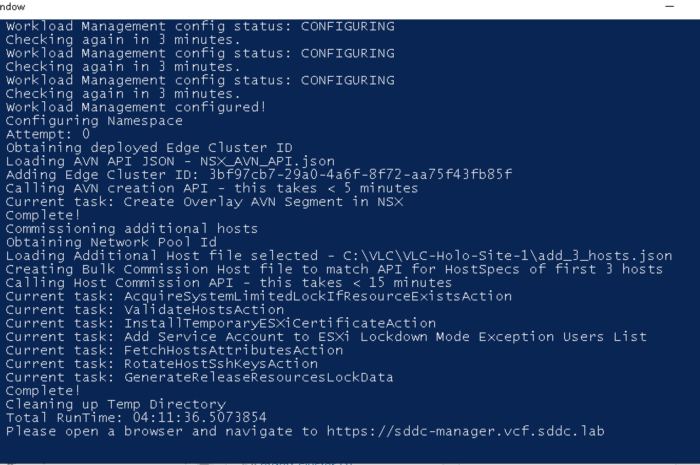 ndow
Workload Management config status: CONFIGURING
Checking again in 3 minutes.
Workload Management config status: CONFIGURING
Checking again in 3 minutes.
Workload Management config status: CONFIGURING
Checking again in 3 minutes.
Workload Management configured!
Configuring Namespace
Attempt: 0
Obtaining deployed Edge Cluster ID
Loading AVN API JSON - NSX_AVN_API.json
Adding Edge Cluster ID: 3bf97cb7-29a0-4a6f-8f72-aa75f43fb85f
Calling AVN creation API - this takes < 5 minutes
Current task: Create Overlay AVN Segment in NSX
Complete!
Commissioning additional hosts
Obtaining Network Pool Id
Loading Additional Host file selected - C:\VLC\VLC-Holo-Site-1\add_3_hosts.json
Creating Bulk Commission Host file to match API for HostSpecs of first 3 hosts
Calling Host Commission API - this takes < 15 minutes
Current task: AcquireSystemLimitedLockIfResourceExistsAction
Current task: ValidateHostsAction
Current task: InstallTemporaryESXiCertificateAction
Current task: Add Service Account to ESXi Lockdown Mode Exception Users List
Current task: FetchHostsAttributesAction
Current task: RotateHostSshKeysAction
Current task: GenerateReleaseResourcesLockData
Complete!
Cleaning up Temp Directory
Total RunTime: 04:11:36.5073854
Please open a browser and navigate to https://sddc-manager.vcf.sddc.lab